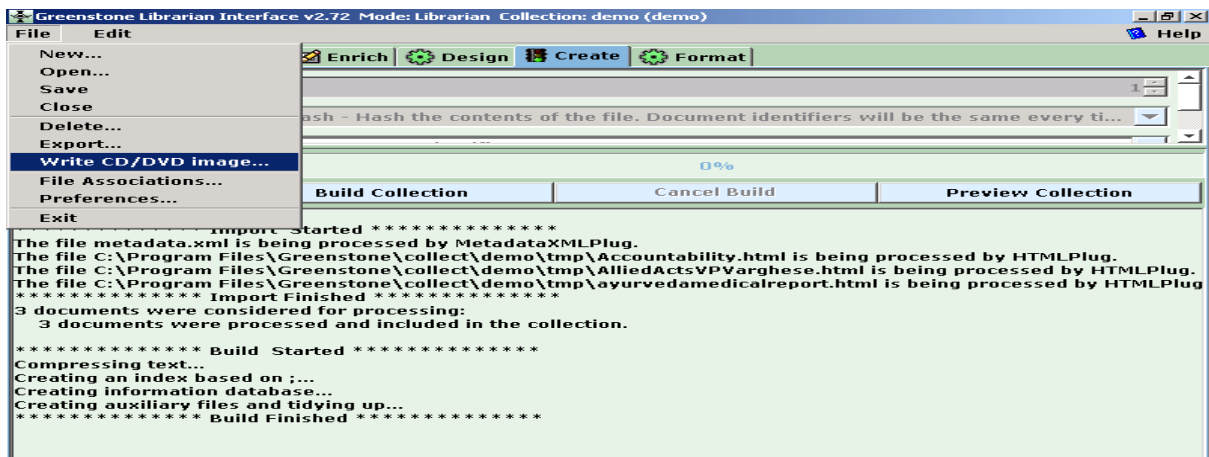 Greenstone Librarian Interface v2.72 Mode: Librarian Collection: demo (demo)
File Edit Help
New...
Open...
Save
Close
Delete...
Export...
Write CD/DVD image...
File Associations...
Preferences...
Exit
Enrich Design Create Format
1
ash - Hash the contents of the file. Document identifiers will be the same every ti...
0%
Build Collection Cancel Build Preview Collection
************** Import Started **************
The file metadata.xml is being processed by MetadataXMLPlug.
The file C:\Program Files\Greenstone\collect\demo\tmp\Accountability.html is being processed by HTMLPlug.
The file C:\Program Files\Greenstone\collect\demo\tmp\AlliedActsVPVarghese.html is being processed by HTMLPlug.
The file C:\Program Files\Greenstone\collect\demo\tmp\ayurvedamedicalreport.html is being processed by HTMLPlug
************** Import Finished **************
3 documents were considered for processing:
3 documents were processed and included in the collection.
************** Build Started **************
Compressing text...
Creating an index based on ;...
Creating information database...
Creating auxiliary files and tidying up...
************** Build Finished **************